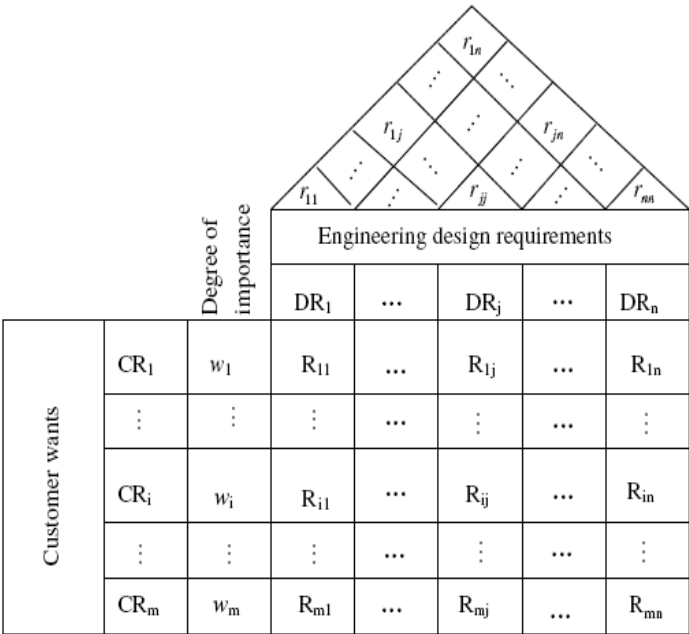 r₁ₙ
⋮ ⋮
r₁ⱼ ⋮ rⱼₙ
⋮ ⋮ ⋮ ⋮
r₁₁ ⋮ rⱼⱼ ⋮ rₙₙ
Engineering design requirements
Degree of
importance
DR₁ ... DRⱼ ... DRₙ
Customer wants
CR₁ w₁ R₁₁ ... R₁ⱼ ... R₁ₙ
⋮ ⋮ ⋮ ... ⋮ ... ⋮
CRᵢ wᵢ Rᵢ₁ ... Rᵢⱼ ... Rᵢₙ
⋮ ⋮ ⋮ ... ⋮ ... ⋮
CRₘ wₘ Rₘ₁ ... Rₘⱼ ... Rₘₙ